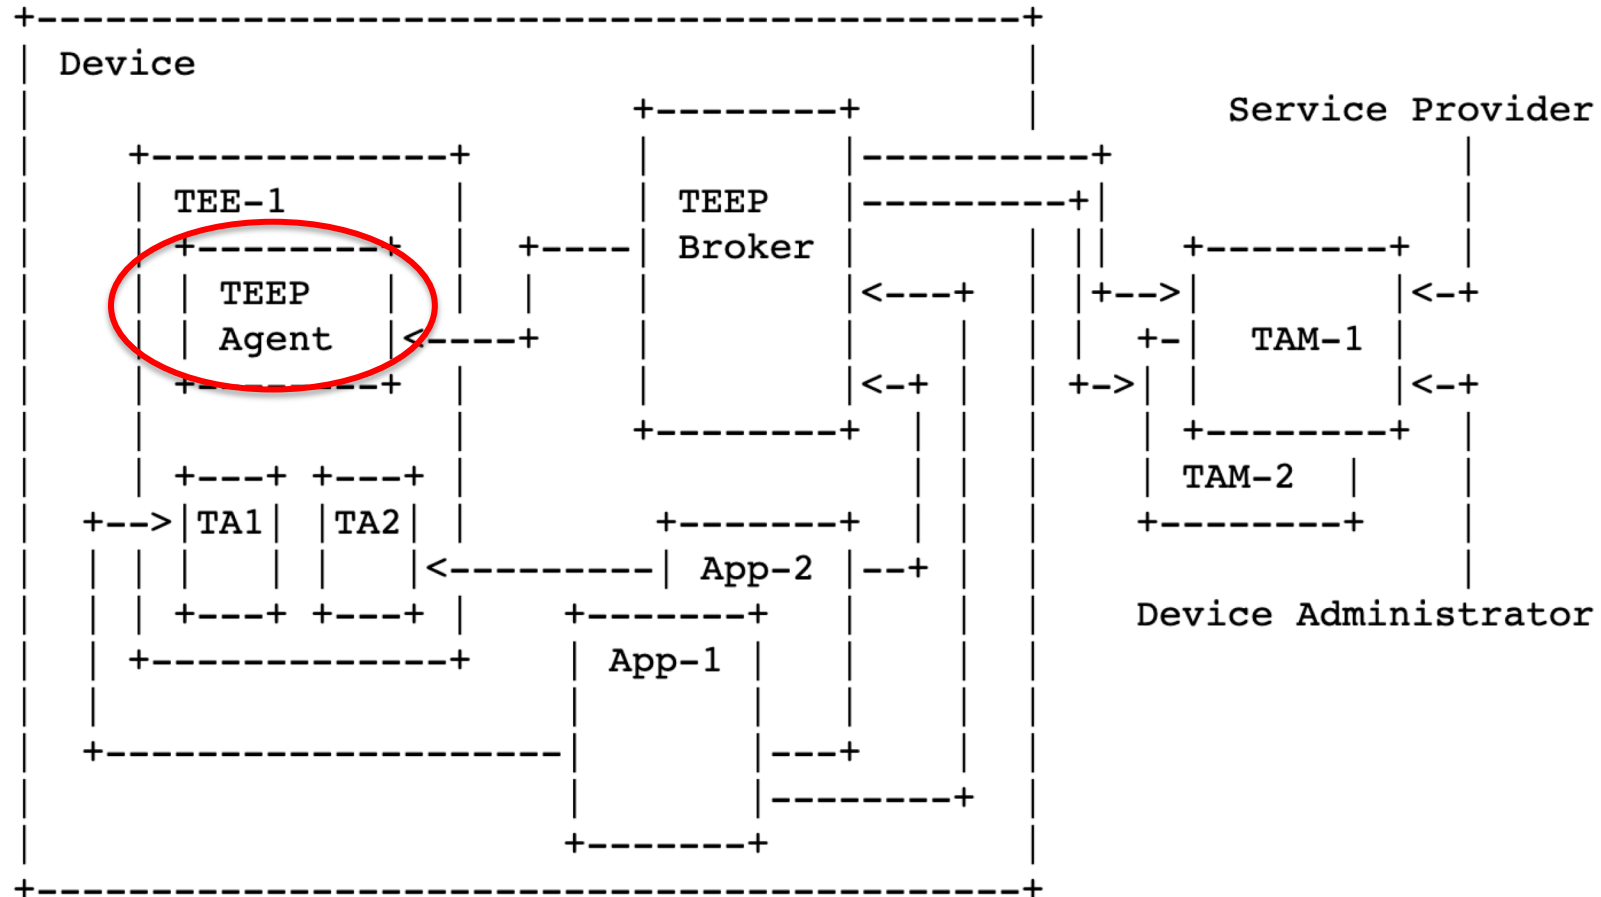 Device
Service Provider
TEE-1
TEEP
Broker
TEEP
Agent
TAM-1
TAM-2
TA1
TA2
App-2
Device Administrator
App-1